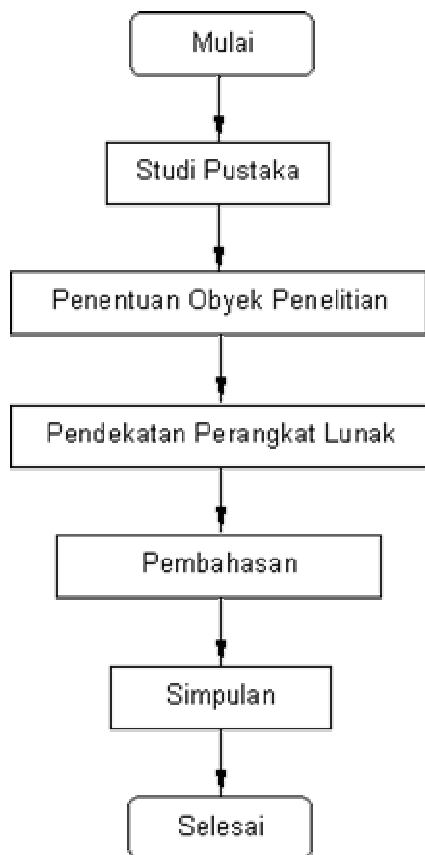 Mulai
Studi Pustaka
Penentuan Obyek Penelitian
Pendekatan Perangkat Lunak
Pembahasan
Simpulan
Selesai